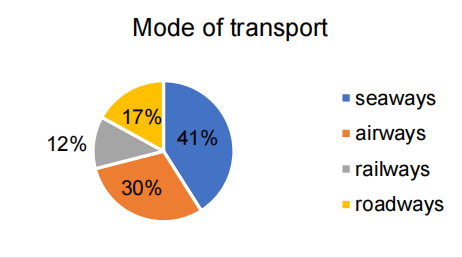 Mode of transport
17%
41%
12%
30%
seaways
airways
railways
roadways